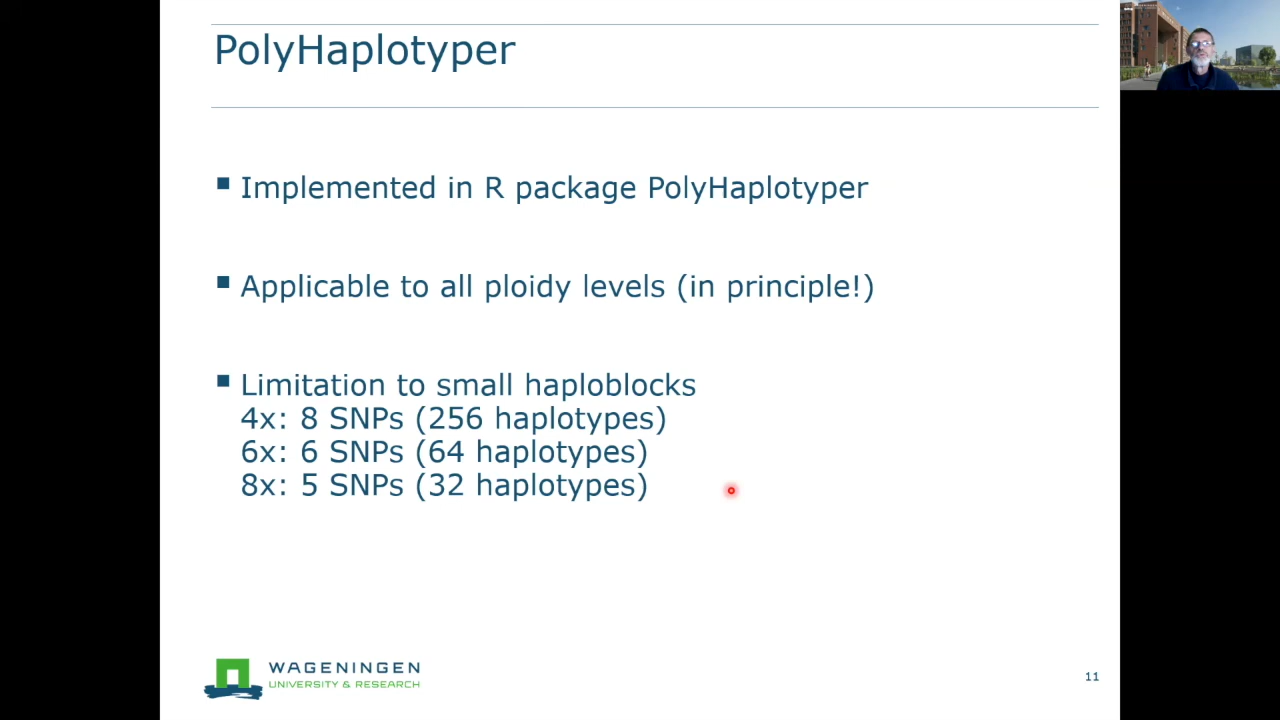 PolyHaplotyper
Implemented in R package PolyHaplotyper
Applicable to all ploidy levels (in principle!)
Limitation to small haploblocks
4x: 8 SNPs (256 haplotypes)
6x: 6 SNPs (64 haplotypes)
8x: 5 SNPs (32 haplotypes)
WAGENINGEN
UNIVERSITY & RESEARCH
11